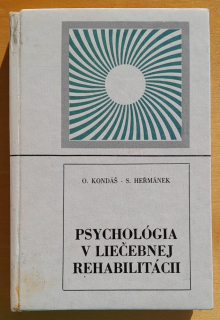 O. KONDÁŠ - S. HEŘMÁNEK
PSYCHOLÓGIA
V LIEČEBNEJ
REHABILITÁCII